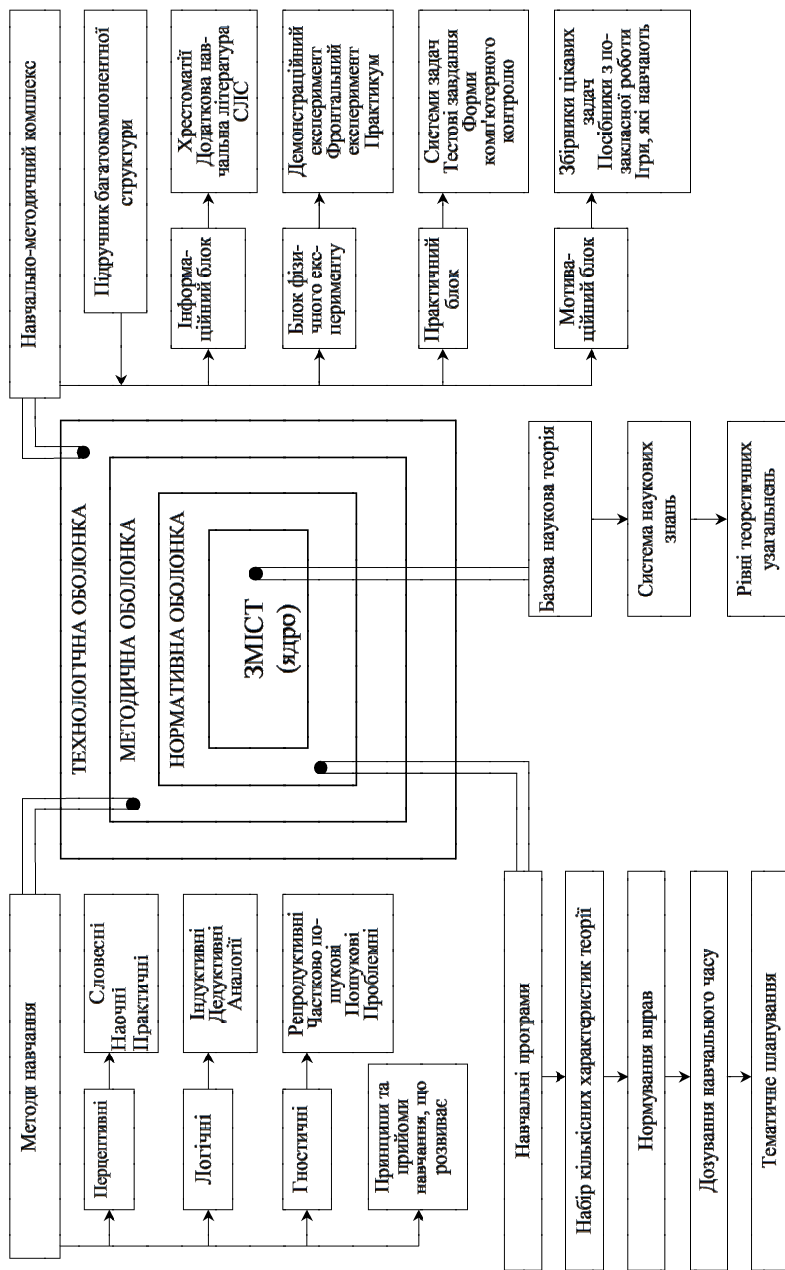 Методи навчання
Перцептивні
Словесні
Наочні
Практичні
Логічні
Індуктивні
Дедуктивні
Аналогії
Гностичні
Репродуктивні
Частково по-
шукові
Пошукові
Проблемні
Принципи та
прийоми
навчання, що
розвиває
ТЕХНОЛОГІЧНА ОБОЛОНКА
МЕТОДИЧНА ОБОЛОНКА
НОРМАТИВНА ОБОЛОНКА
ЗМІСТ
(ядро)
Навчально-методичний комплекс
Підручник багатокомпонентної
структури
Інформа-
ційний блок
Хрестоматії
Додаткова нав-
чальна література
СЛС
Блок фізи-
чного екс-
перименту
Демонстраційний
експеримент
Фронтальний
експеримент
Практикум
Практичний
блок
Системи задач
Тестові завдання
Форми
комп'ютерного
контролю
Мотива-
ційний блок
Збірники цікавих
задач
Посібники з по-
закласної роботи
Ігри, які навчають
Навчальні програми
Набір кількісних характеристик теорії
Нормування вправ
Дозування навчального часу
Тематичне планування
Базова наукова теорія
Система наукових
знань
Рівні теоретичних
узагальнень